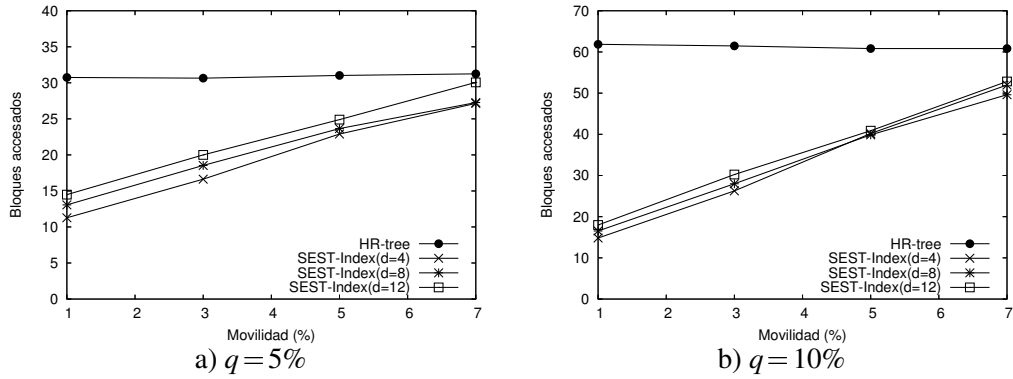 40
35
30
25
20
15
10
5
0
Bloques accesados
1 2 3 4 5 6 7
Movilidad (%)
HR-tree
SEST-Index(d=4)
SEST-Index(d=8)
SEST-Index(d=12)
a) q = 5%
70
60
50
40
30
20
10
0
Bloques accesados
1 2 3 4 5 6 7
Movilidad (%)
HR-tree
SEST-Index(d=4)
SEST-Index(d=8)
SEST-Index(d=12)
b) q = 10%